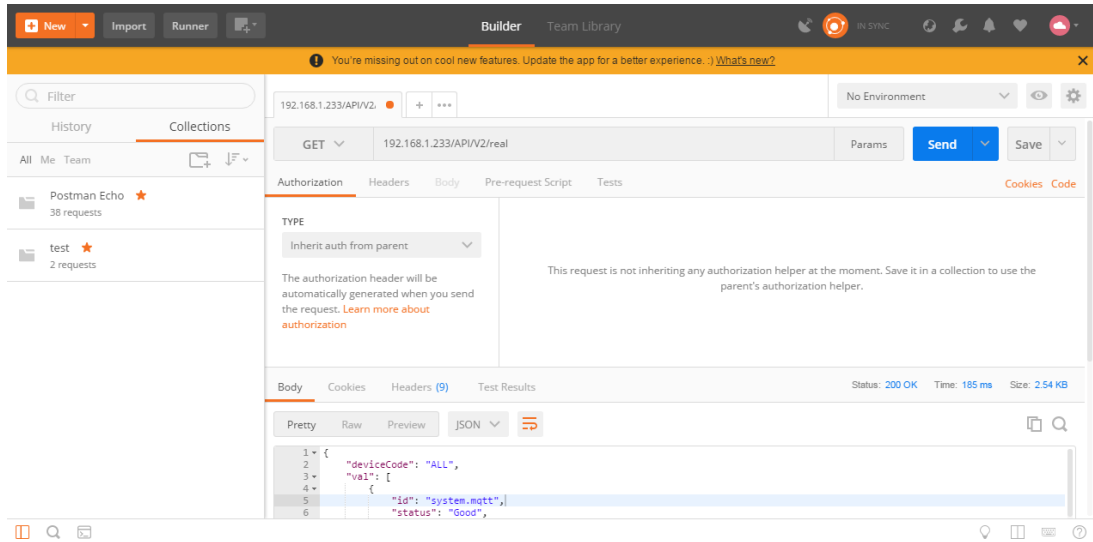 New Import Runner Builder Team Library IN SYNC
You're missing out on cool new features. Update the app for a better experience. :) What's new?
Filter
History Collections
All Me Team
Postman Echo
38 requests
test
2 requests
192.168.1.233/API/V2/
No Environment
GET 192.168.1.233/API/V2/real Params Send Save
Authorization Headers Body Pre-request Script Tests Cookies Code
TYPE
Inherit auth from parent
The authorization header will be
automatically generated when you send
the request. Learn more about
authorization
This request is not inheriting any authorization helper at the moment. Save it in a collection to use the
parent's authorization helper.
Body Cookies Headers (9) Test Results Status: 200 OK Time: 185 ms Size: 2.54 KB
Pretty Raw Preview JSON
1 {
2 "deviceCode": "ALL",
3 "val": [
4 {
5 "id": "system.mqtt",
6 "status": "Good",